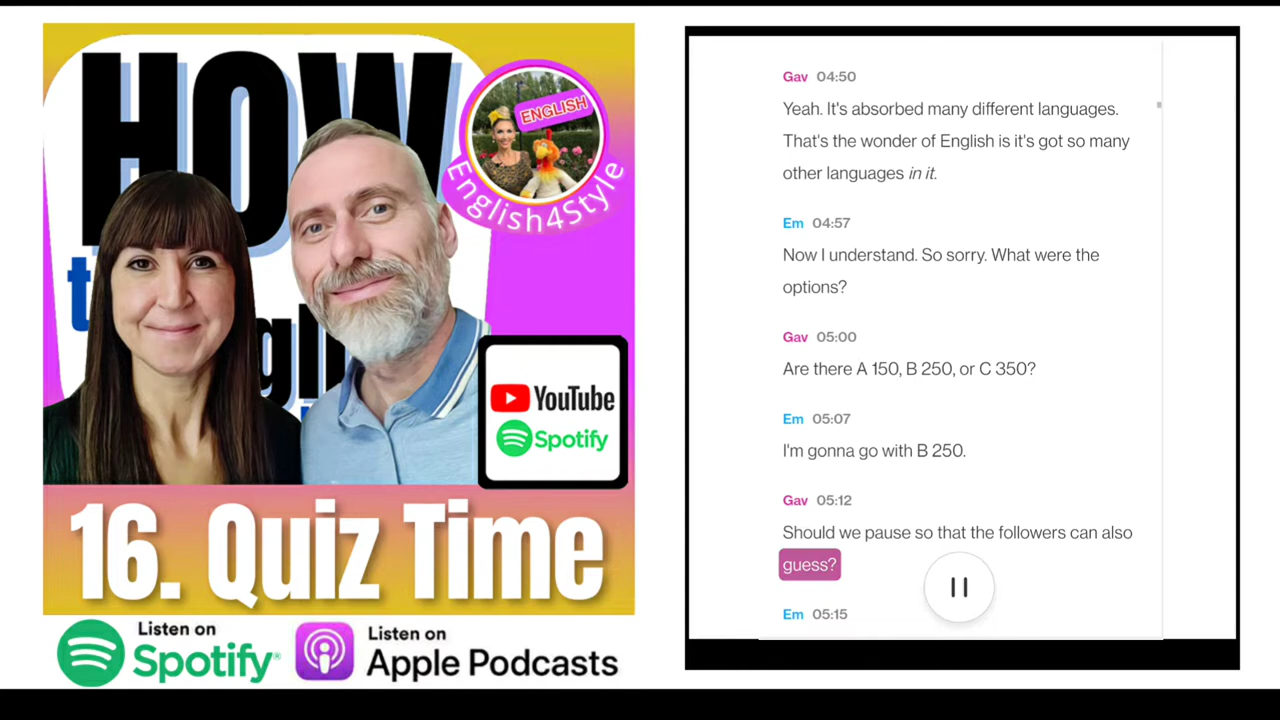 HOW
ENGLISH
English4Style
YouTube
Spotify
16. Quiz Time
Listen on
Spotify
Listen on
Apple Podcasts
Gav 04:50
Yeah. It's absorbed many different languages.
That's the wonder of English is it's got so many
other languages in it.
Em 04:57
Now I understand. So sorry. What were the
options?
Gav 05:00
Are there A 150, B 250, or C 350?
Em 05:07
I'm gonna go with B 250.
Gav 05:12
Should we pause so that the followers can also
guess?
Em 05:15